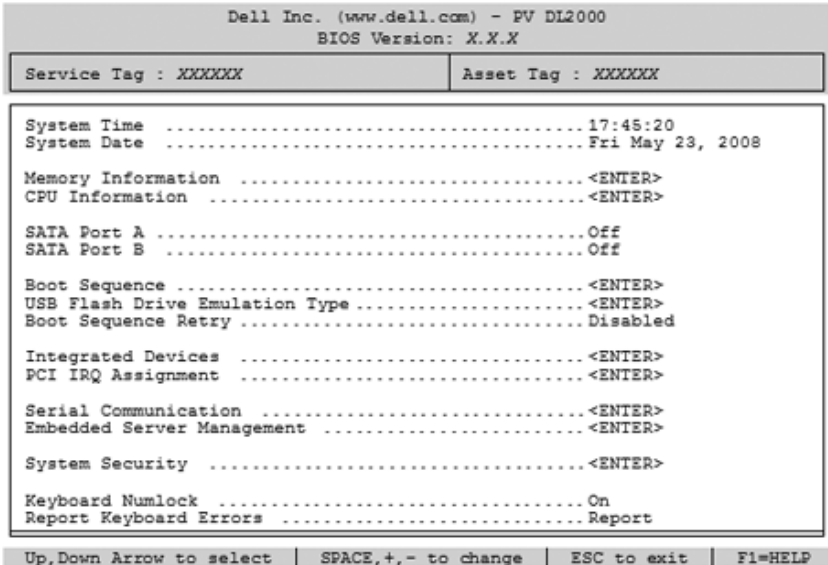 Dell Inc. (www.dell.com) - PV DL2000
BIOS Version: X.X.X
Service Tag : XXXXXX Asset Tag : XXXXXX
System Time ........................................17:45:20
System Date ........................................Fri May 23, 2008
Memory Information .................................<ENTER>
CPU Information ....................................<ENTER>
SATA Port A ........................................Off
SATA Port B ........................................Off
Boot Sequence .......................................<ENTER>
USB Flash Drive Emulation Type ......................<ENTER>
Boot Sequence Retry .................................Disabled
Integrated Devices .................................<ENTER>
PCI IRQ Assignment .................................<ENTER>
Serial Communication ...............................<ENTER>
Embedded Server Management .........................<ENTER>
System Security ....................................<ENTER>
Keyboard Numlock ...................................On
Report Keyboard Errors .............................Report
Up,Down Arrow to select SPACE,+,- to change ESC to exit F1=HELP